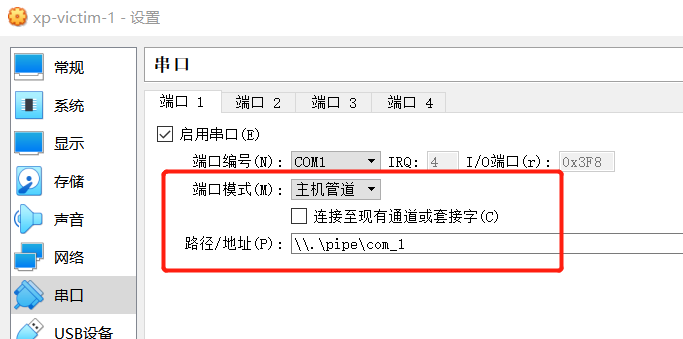 xp-victim-1 - 设置
常规
系统
显示
存储
声音
网络
串口
USB设备
串口
端口 1 端口 2 端口 3 端口 4
启用串口(E)
端口编号(N): COM1 IRQ: 4 I/O端口(r): 0x3F8
端口模式(M): 主机管道
连接至现有通道或套接字(C)
路径/地址(P): \\.\pipe\com_1